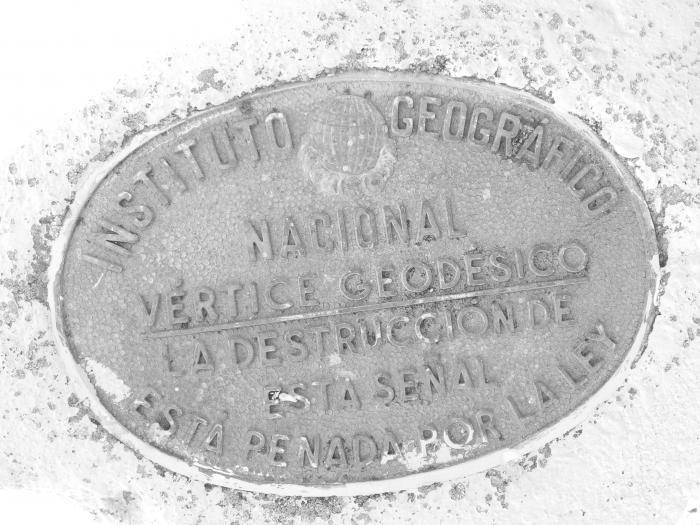 INSTITUTO GEOGRÁFICO
NACIONAL
VÉRTICE GEODÉSICO
LA DESTRUCCIÓN DE
ESTA SEÑAL
ESTÁ PENADA POR LA LEY